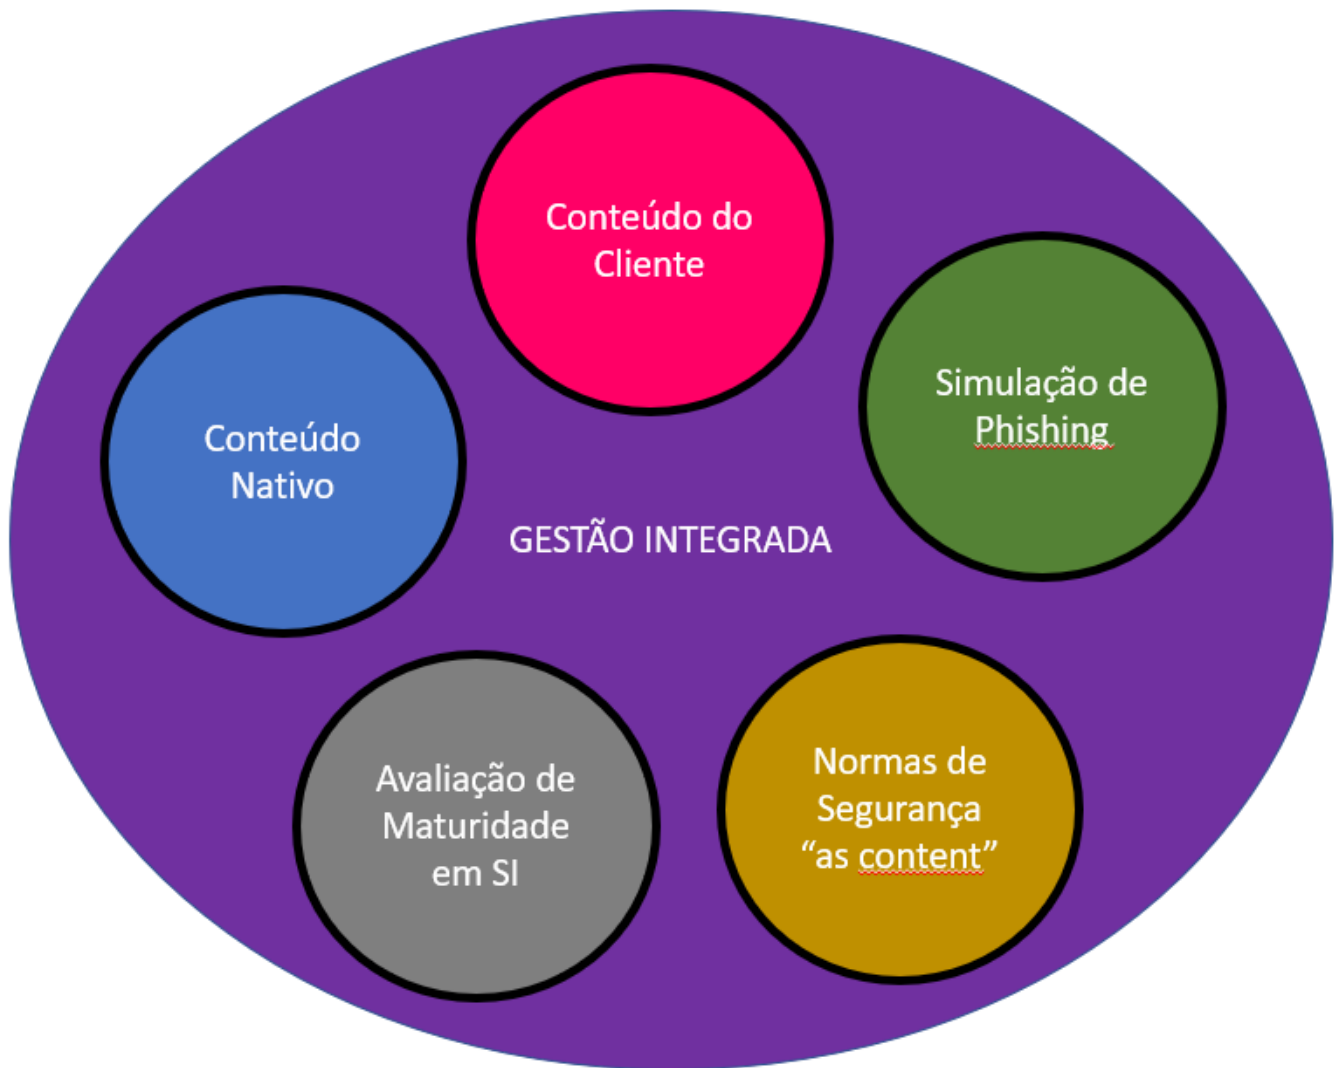 Conteúdo do
Cliente
Simulação de
Phishing
Conteúdo
Nativo
GESTÃO INTEGRADA
Avaliação de
Maturidade
em SI
Normas de
Segurança
“as content”